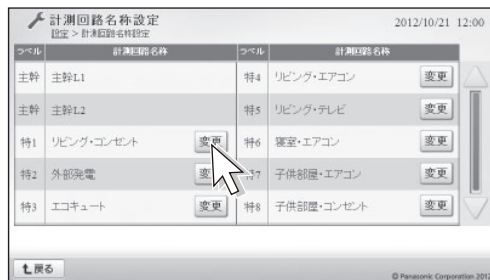 計測回路名称設定
設定 > 計測回路名称設定
2012/10/21 12:00
ラベル 計測回路名称 ラベル 計測回路名称
主幹 主幹L1 特4 リビング・エアコン 変更
主幹 主幹L2 特5 リビング・テレビ 変更
特1 リビング・コンセント 変更 特6 寝室・エアコン 変更
特2 外部発電 変 特7 子供部屋・エアコン 変更
特3 エコキュート 変更 特8 子供部屋・コンセント 変更
戻る
© Panasonic Corporation 2012